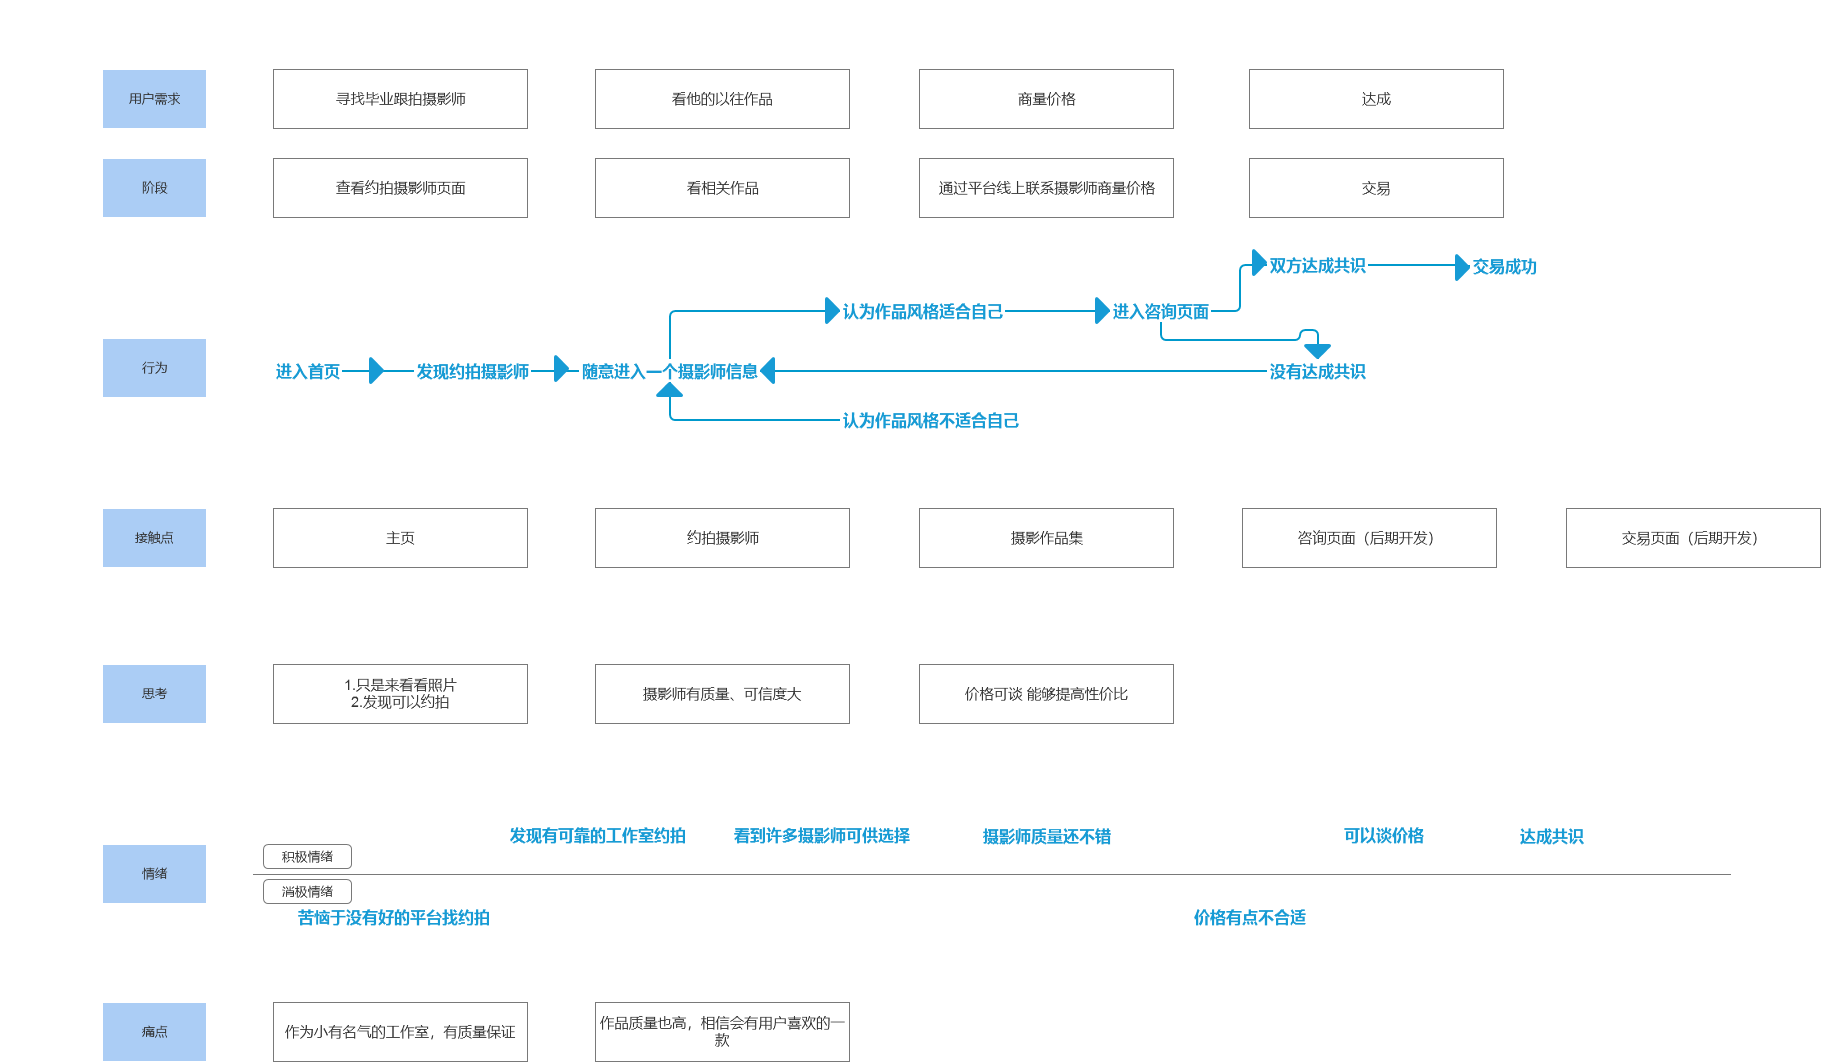 用户需求
寻找毕业跟拍摄影师
看他的以往作品
商量价格
达成
阶段
查看约拍摄影师页面
看相关作品
通过平台线上联系摄影师商量价格
交易
双方达成共识
交易成功
认为作品风格适合自己
进入咨询页面
行为
进入首页
发现约拍摄影师
随意进入一个摄影师信息
没有达成共识
认为作品风格不适合自己
接触点
主页
约拍摄影师
摄影作品集
咨询页面（后期开发）
交易页面（后期开发）
思考
1.只是来看看照片
2.发现可以约拍
摄影师有质量、可信度大
价格可谈 能够提高性价比
发现有可靠的工作室约拍
看到许多摄影师可供选择
摄影师质量还不错
可以谈价格
达成共识
积极情绪
情绪
消极情绪
苦恼于没有好的平台找约拍
价格有点不合适
痛点
作为小有名气的工作室，有质量保证
作品质量也高，相信会有用户喜欢的一
款